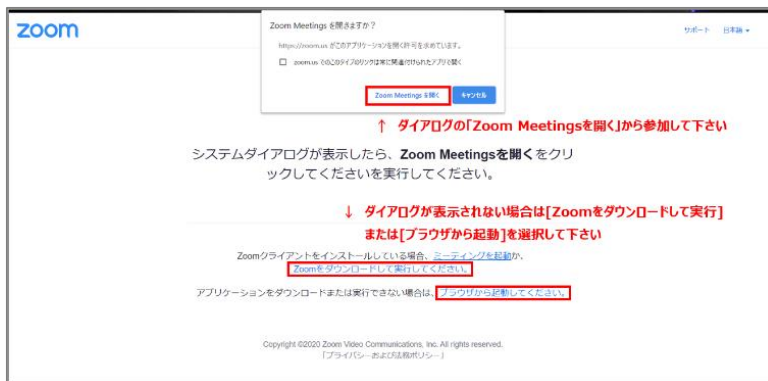 zoom
サポート 日本語
Zoom Meetings を開きますか？
https://zoom.us がこのアプリケーションを開く許可を求めています。
zoom.us でのこのタイプのリンクは常に関連付けられたアプリで開く
Zoom Meetings を開く キャンセル
↑ ダイアログの「Zoom Meetingsを開く」から参加して下さい
システムダイアログが表示したら、Zoom Meetingsを開くをクリ
ックしてくださいを実行してください。
↓ ダイアログが表示されない場合は[Zoomをダウンロードして実行]
または[ブラウザから起動]を選択して下さい
Zoomクライアントをインストールしている場合、ミーティングを起動か、
Zoomをダウンロードして実行してください。
アプリケーションをダウンロードまたは実行できない場合は、ブラウザから起動してください。
Copyright ©2020 Zoom Video Communications, Inc. All rights reserved.
「プライバシーおよび法務ポリシー」